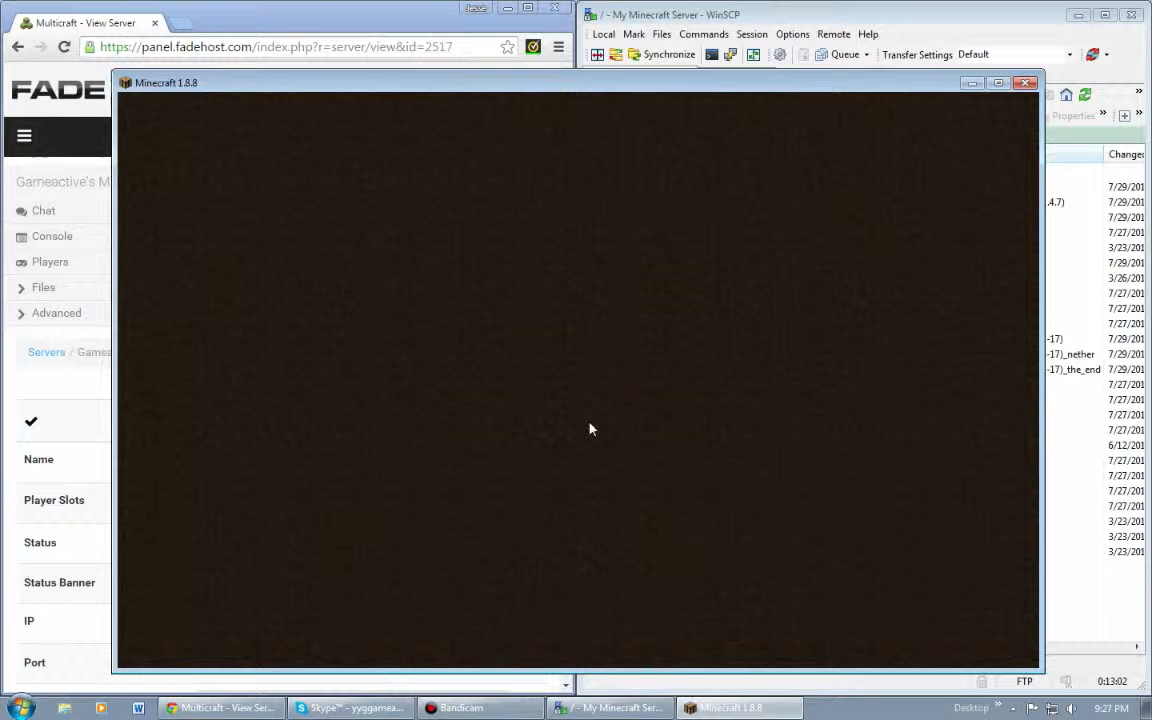 Jesse
Multicraft - View Server
https://panel.fadehost.com/index.php?r=server/view&id=2517
/ - My Minecraft Server - WinSCP
Local Mark Files Commands Session Options Remote Help
Synchronize Queue Transfer Settings Default
Minecraft 1.8.8
FADE
Properties
Gameactive's M
Chat
Console
Players
Files
Advanced
Servers / Gamea
Name
Player Slots
Status
Status Banner
IP
Port
Changed
7/29/201
.4.7) 7/29/201
7/29/201
7/27/201
3/23/201
7/29/201
3/26/201
7/27/201
7/27/201
7/27/201
-17) 7/29/201
-17)_nether 7/29/201
-17)_the_end 7/29/201
7/27/201
7/27/201
7/27/201
7/27/201
6/12/201
7/27/201
7/27/201
7/27/201
7/27/201
3/23/201
3/23/201
3/23/201
FTP 0:13:02
Multicraft - View Ser...
Skype™ - yyggamea...
Bandicam
/ - My Minecraft Ser...
Minecraft 1.8.8
Desktop
9:27 PM